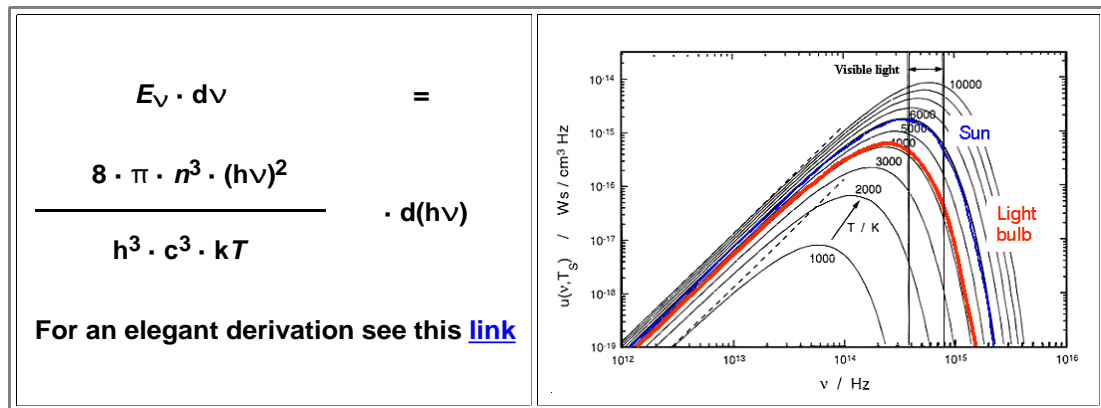 Eν · dν =
8 · π · n³ · (hν)²
· d(hν)
h³ · c³ · kT
For an elegant derivation see this link
Visible light
10000
6000
5000
4000
3000
2000
1000
T / K
Sun
Light
bulb
u(ν,T_S) / Ws / cm³ Hz
10⁻¹⁴
10⁻¹⁵
10⁻¹⁶
10⁻¹⁷
10⁻¹⁸
10⁻¹⁹
10¹² 10¹³ 10¹⁴ 10¹⁵ 10¹⁶
ν / Hz